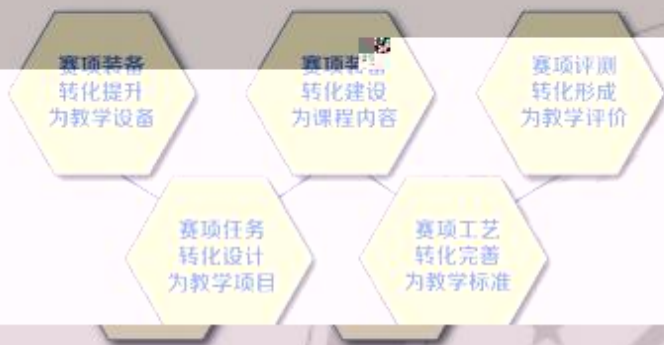 赛项装备
转化提升
为教学设备
赛项
转化建设
为课程内容
赛项评测
转化形成
为教学评价
赛项任务
转化设计
为教学项目
赛项工艺
转化完善
为教学标准